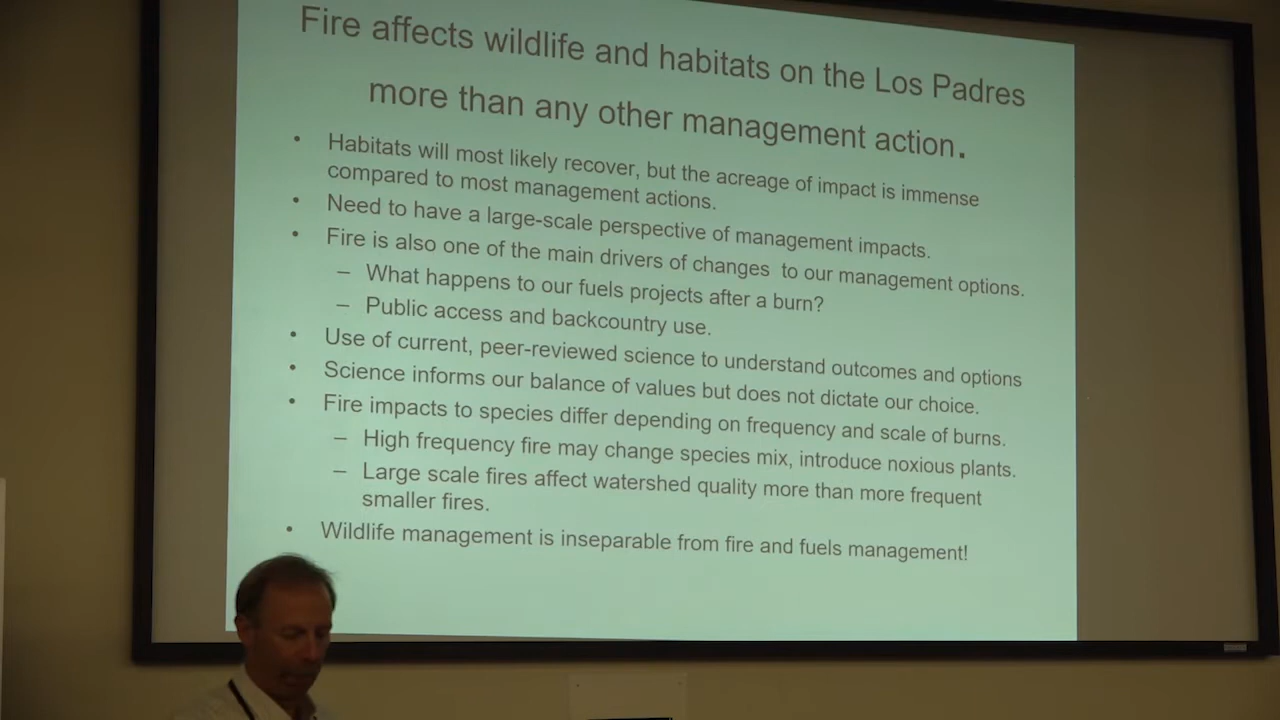 Fire affects wildlife and habitats on the Los Padres
more than any other management action.
• Habitats will most likely recover, but the acreage of impact is immense
compared to most management actions.
• Need to have a large-scale perspective of management impacts.
• Fire is also one of the main drivers of changes to our management options.
– What happens to our fuels projects after a burn?
– Public access and backcountry use.
• Use of current, peer-reviewed science to understand outcomes and options
• Science informs our balance of values but does not dictate our choice.
• Fire impacts to species differ depending on frequency and scale of burns.
– High frequency fire may change species mix, introduce noxious plants.
– Large scale fires affect watershed quality more than more frequent
smaller fires.
• Wildlife management is inseparable from fire and fuels management!